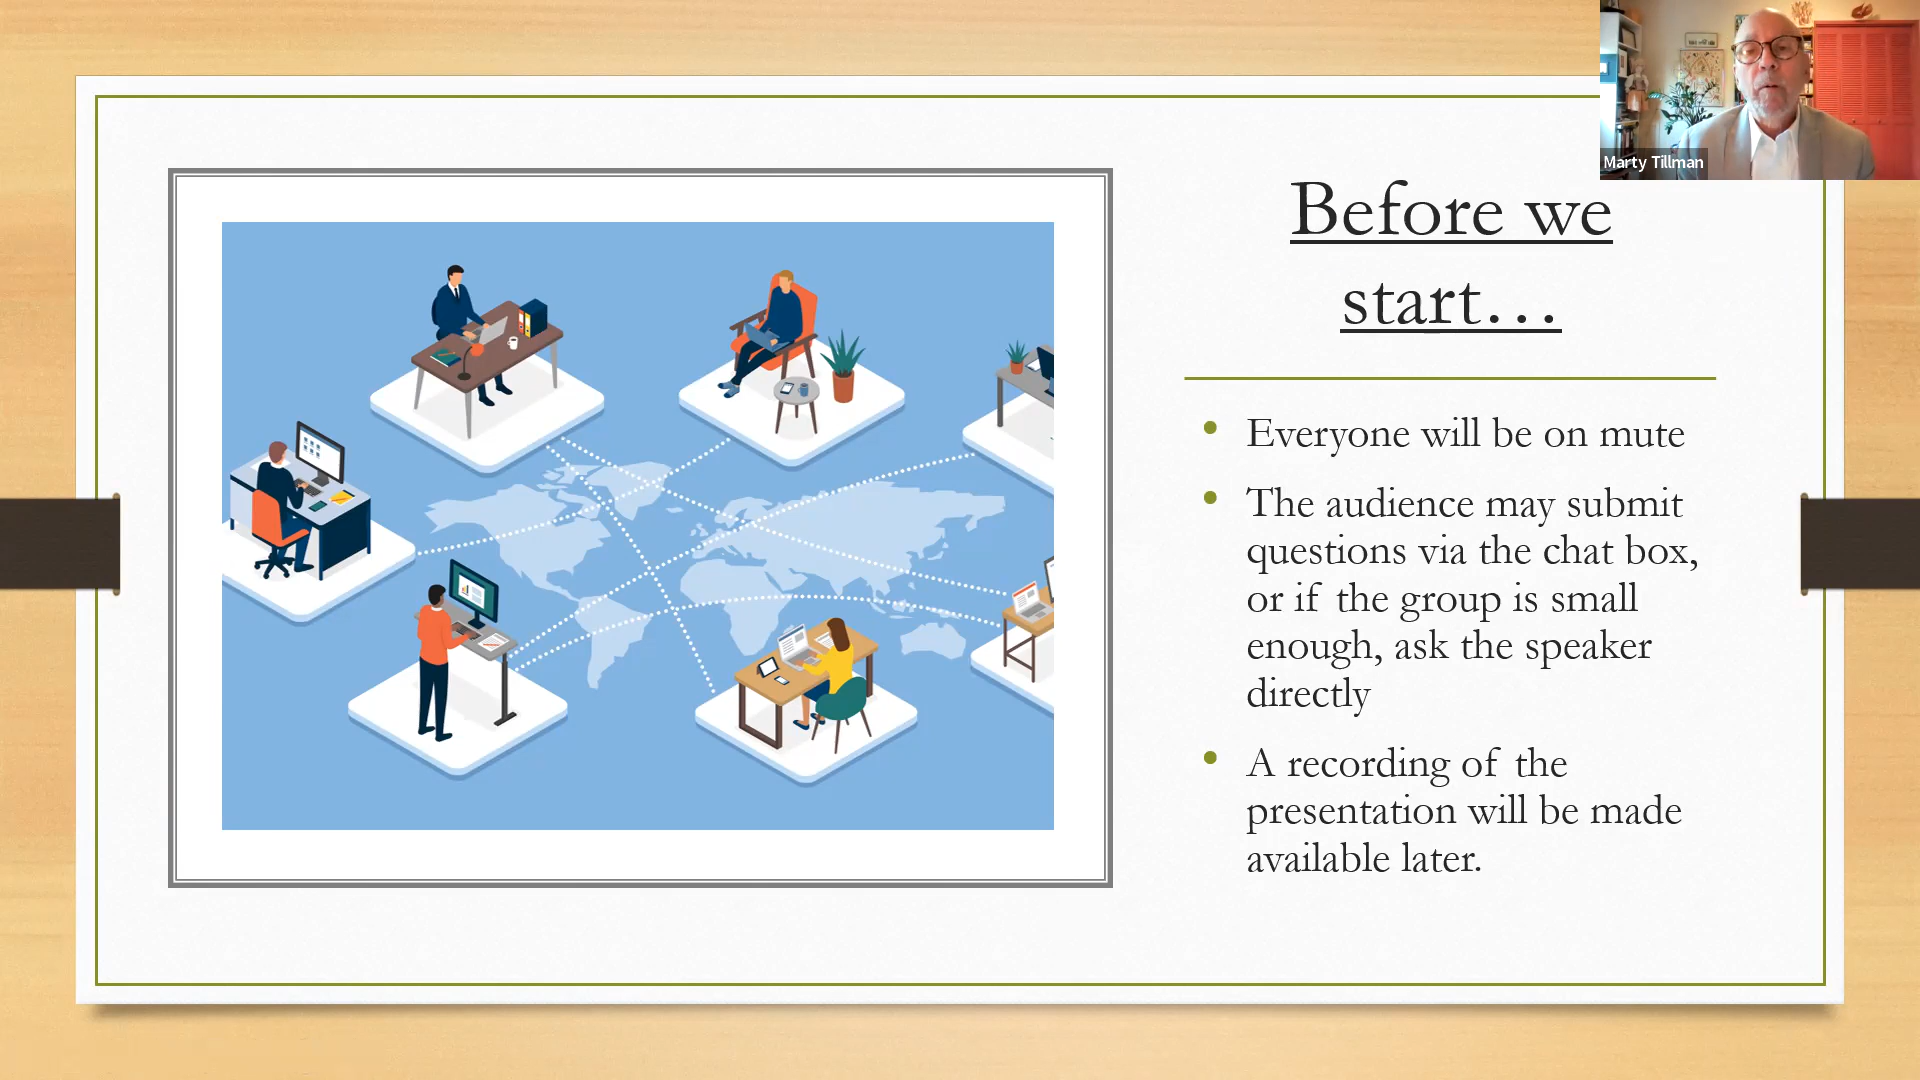 Marty Tillman
Before we
start…
• Everyone will be on mute
• The audience may submit
questions via the chat box,
or if the group is small
enough, ask the speaker
directly
• A recording of the
presentation will be made
available later.